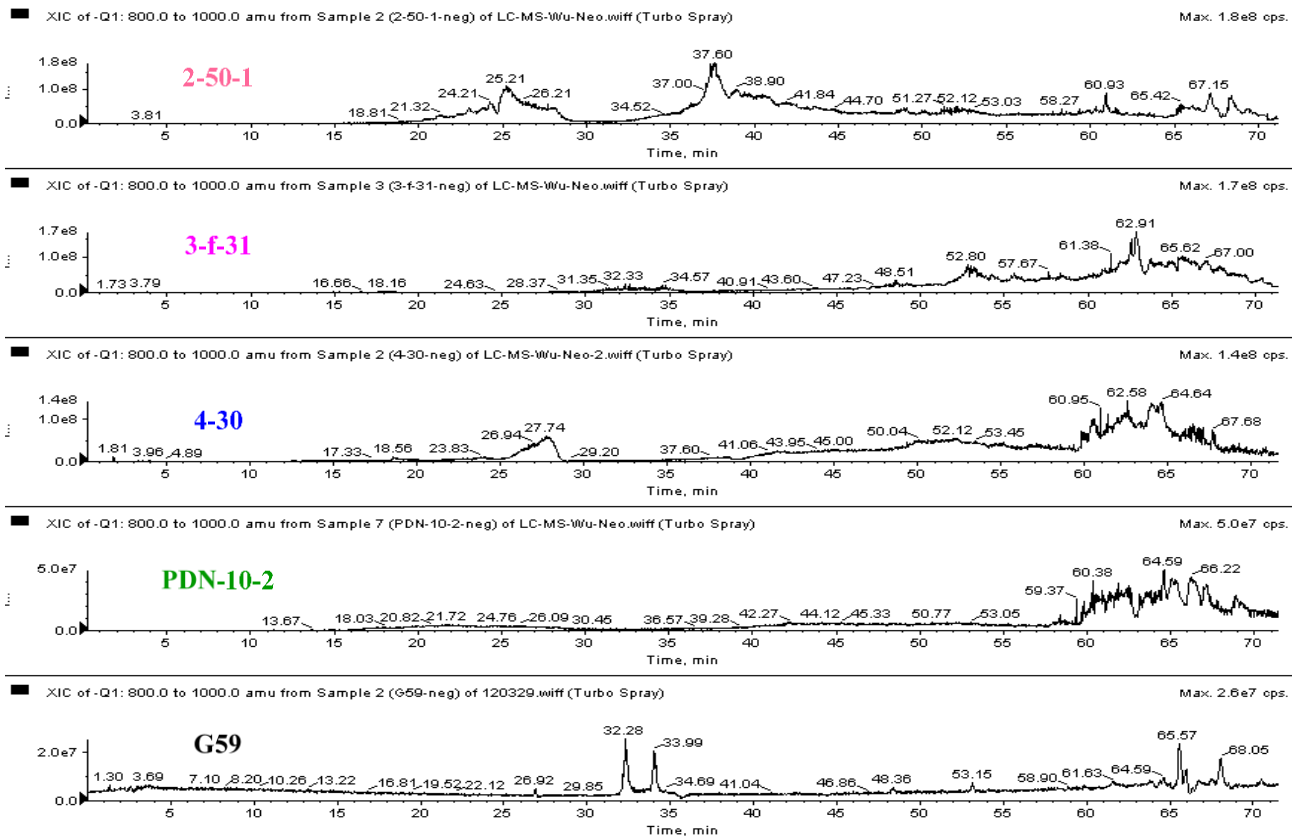 XIC of -Q1: 800.0 to 1000.0 amu from Sample 2 (2-50-1-neg) of LC-MS-Wu-Neo.wiff (Turbo Spray) Max. 1.8e8 cps.
2-50-1
1.8e8
1.0e8
0.0
3.81 18.81 21.32 24.21 25.21 26.21 34.52 37.00 37.60 38.90 41.84 44.70 51.27 52.12 53.03 58.27 60.93 65.42 67.15
5 10 15 20 25 30 35 40 45 50 55 60 65 70
Time, min
XIC of -Q1: 800.0 to 1000.0 amu from Sample 3 (3-f-31-neg) of LC-MS-Wu-Neo.wiff (Turbo Spray) Max. 1.7e8 cps.
3-f-31
1.7e8
1.0e8
0.0
1.73 3.79 16.66 18.16 24.63 28.37 31.35 32.33 34.57 40.91 43.60 47.23 48.51 52.80 57.67 61.38 62.91 65.62 67.00
5 10 15 20 25 30 35 40 45 50 55 60 65 70
Time, min
XIC of -Q1: 800.0 to 1000.0 amu from Sample 2 (4-30-neg) of LC-MS-Wu-Neo-2.wiff (Turbo Spray) Max. 1.4e8 cps.
4-30
1.4e8
1.0e8
0.0
1.81 3.96 4.89 17.33 18.56 23.83 26.94 27.74 29.20 37.60 41.06 43.95 45.00 50.04 52.12 53.45 60.95 62.58 64.64 67.68
5 10 15 20 25 30 35 40 45 50 55 60 65 70
Time, min
XIC of -Q1: 800.0 to 1000.0 amu from Sample 7 (PDN-10-2-neg) of LC-MS-Wu-Neo.wiff (Turbo Spray) Max. 5.0e7 cps.
PDN-10-2
5.0e7
0.0
13.67 18.03 20.82 21.72 24.76 26.09 30.45 36.57 39.28 42.27 44.12 45.33 50.77 53.05 59.37 60.38 64.59 66.22
5 10 15 20 25 30 35 40 45 50 55 60 65 70
Time, min
XIC of -Q1: 800.0 to 1000.0 amu from Sample 2 (G59-neg) of 120329.wiff (Turbo Spray) Max. 2.6e7 cps.
G59
2.0e7
0.0
1.30 3.69 7.10 8.20 10.26 13.22 16.81 19.52 22.12 26.92 29.85 32.28 33.99 34.69 41.04 46.86 48.36 53.15 58.90 61.63 64.59 65.57 68.05
5 10 15 20 25 30 35 40 45 50 55 60 65 70
Time, min